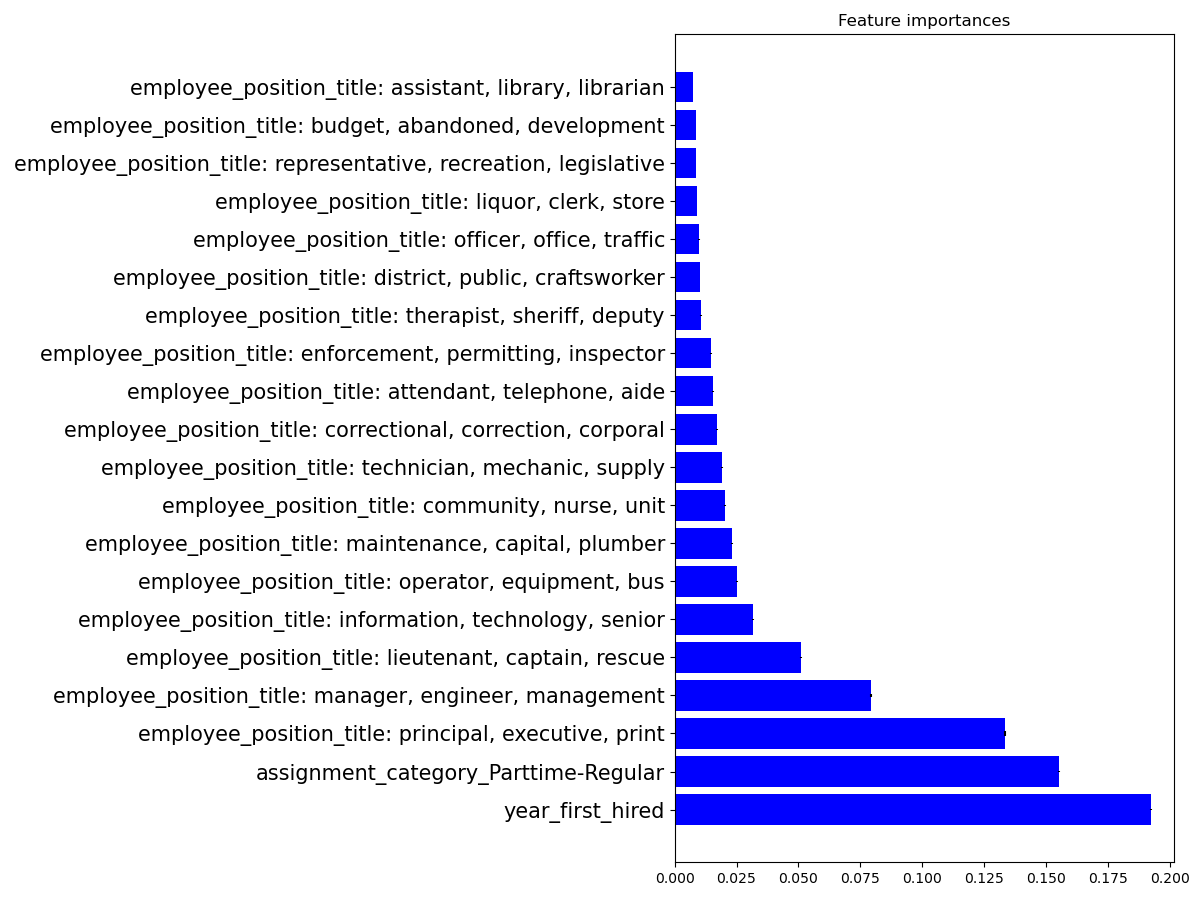 Feature importances
employee_position_title: assistant, library, librarian
employee_position_title: budget, abandoned, development
employee_position_title: representative, recreation, legislative
employee_position_title: liquor, clerk, store
employee_position_title: officer, office, traffic
employee_position_title: district, public, craftsworker
employee_position_title: therapist, sheriff, deputy
employee_position_title: enforcement, permitting, inspector
employee_position_title: attendant, telephone, aide
employee_position_title: correctional, correction, corporal
employee_position_title: technician, mechanic, supply
employee_position_title: community, nurse, unit
employee_position_title: maintenance, capital, plumber
employee_position_title: operator, equipment, bus
employee_position_title: information, technology, senior
employee_position_title: lieutenant, captain, rescue
employee_position_title: manager, engineer, management
employee_position_title: principal, executive, print
assignment_category_Parttime-Regular
year_first_hired
0.000 0.025 0.050 0.075 0.100 0.125 0.150 0.175 0.200